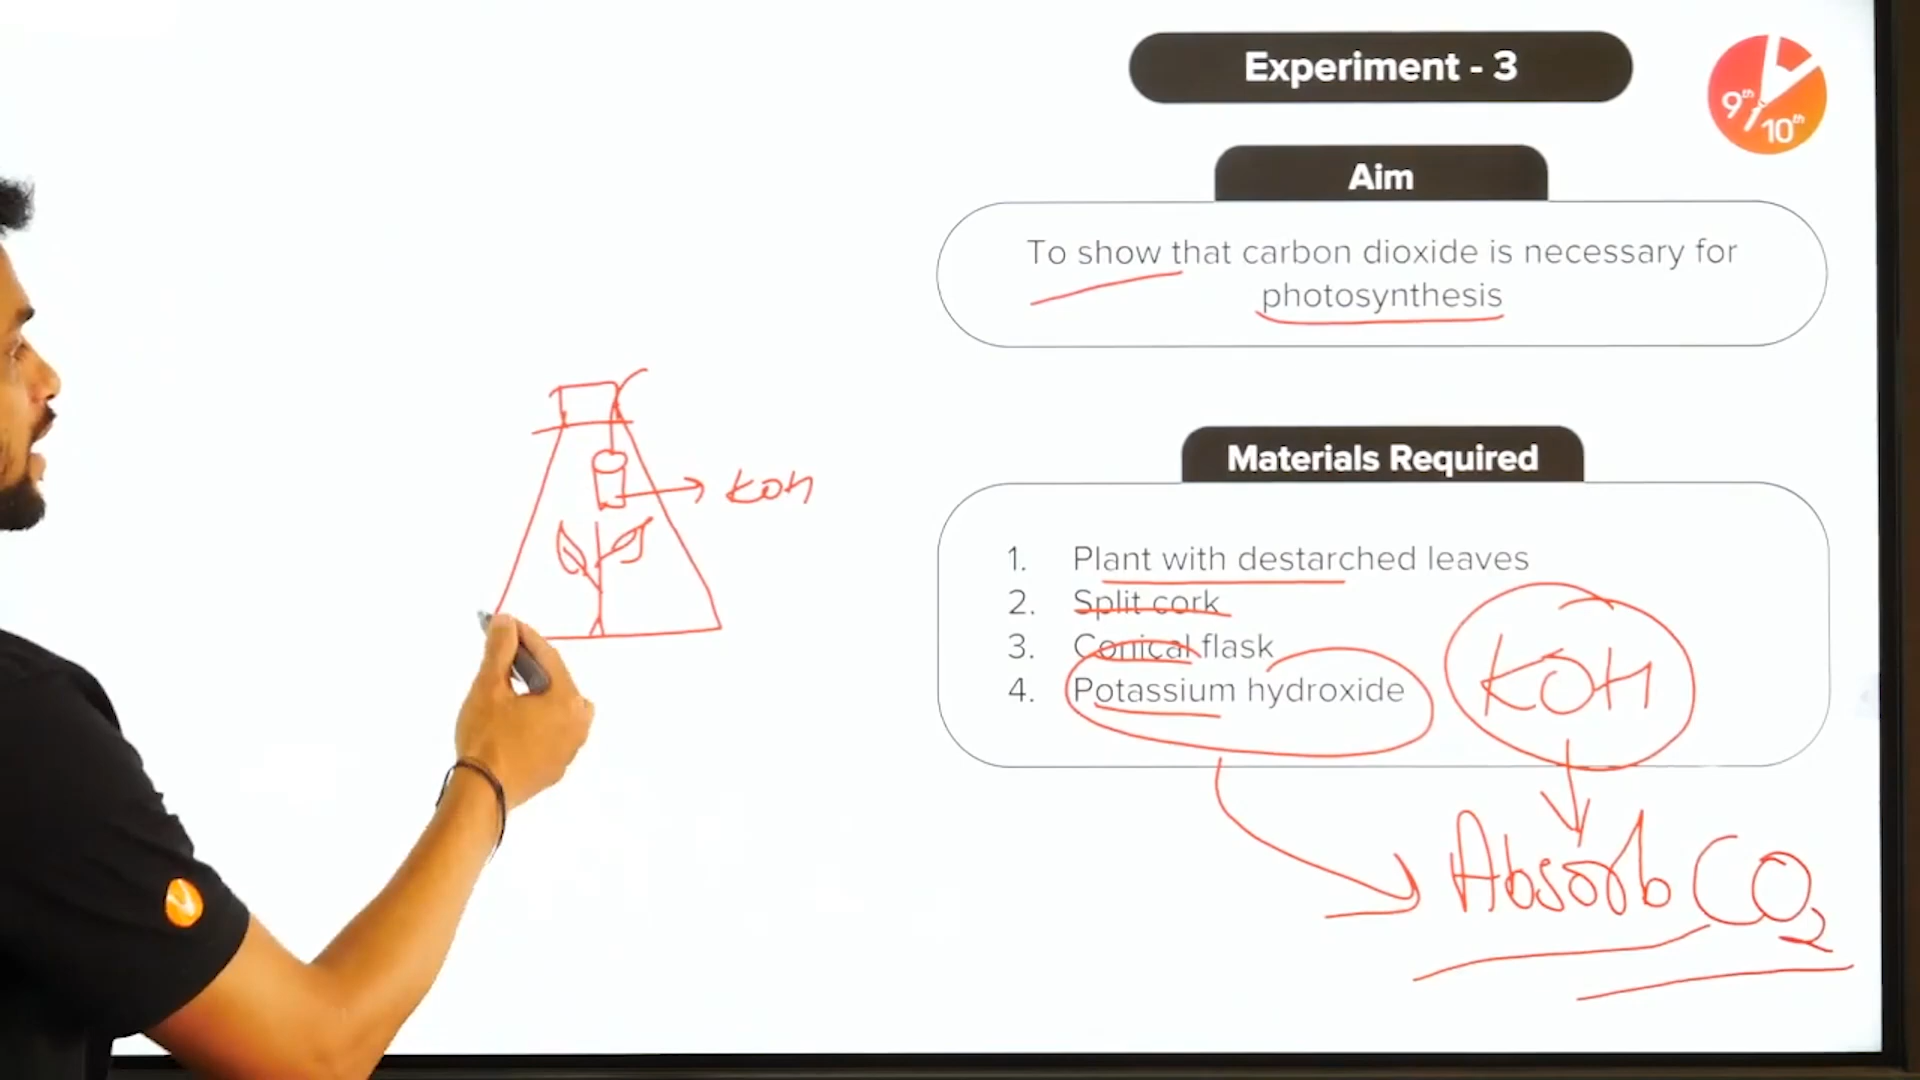 Experiment - 3
9th
10th
Aim
To show that carbon dioxide is necessary for
photosynthesis
Materials Required
1. Plant with destarched leaves
2. Split cork
3. Conical flask
4. Potassium hydroxide
KOH
KOH
Absorb CO2